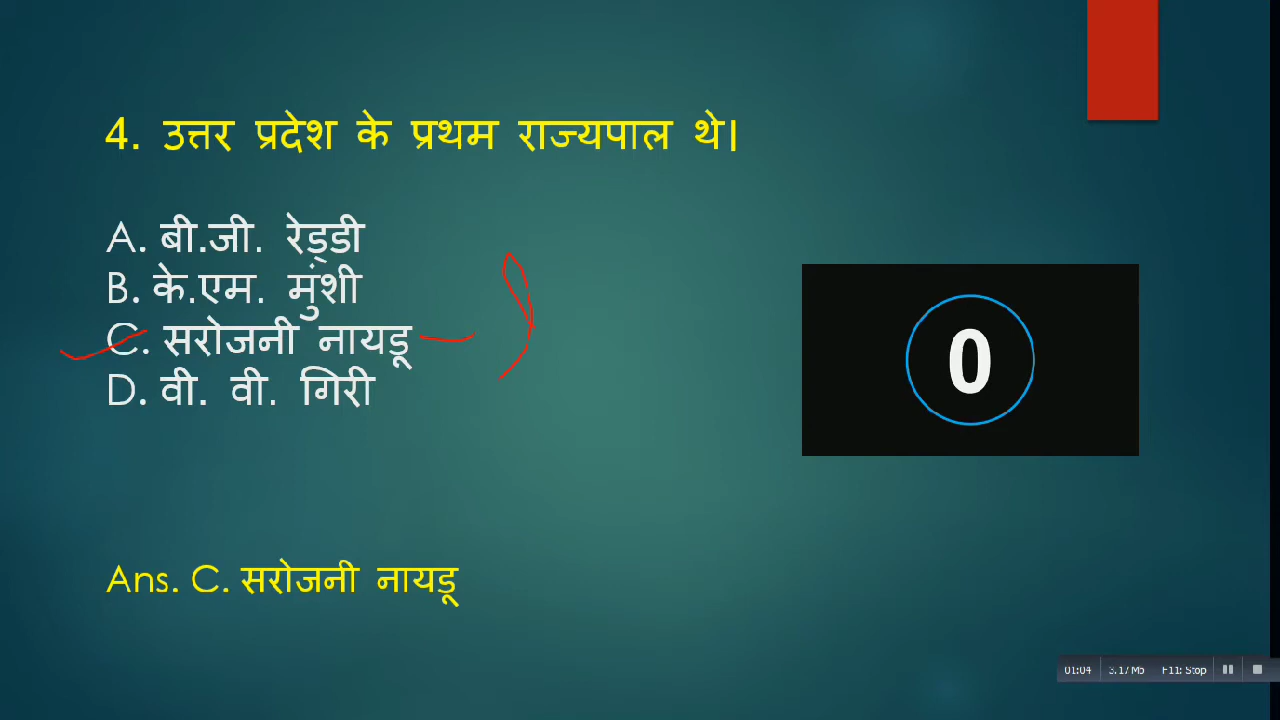 4. उत्तर प्रदेश के प्रथम राज्यपाल थे।
A. बी.जी. रेड्डी
B. के.एम. मुंशी
C. सरोजनी नायडू
D. वी. वी. गिरी
0
Ans. C. सरोजनी नायडू
01:04 3.17 Mb F11: Stop